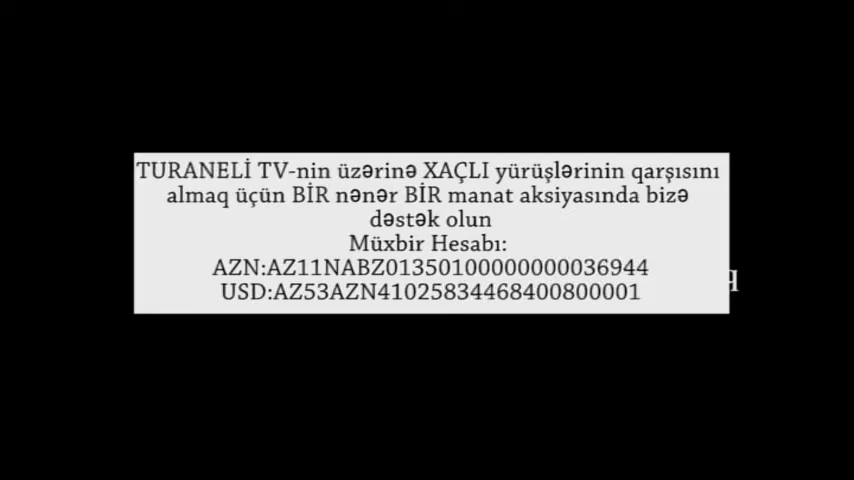 TURANELİ TV-nin üzərinə XAÇLI yürüşlərinin qarşısını
almaq üçün BİR nənər BİR manat aksiyasında bizə
dəstək olun
Müxbir Hesabı:
AZN:AZ11NABZ01350100000000036944
USD:AZ53AZN41025834468400800001
q